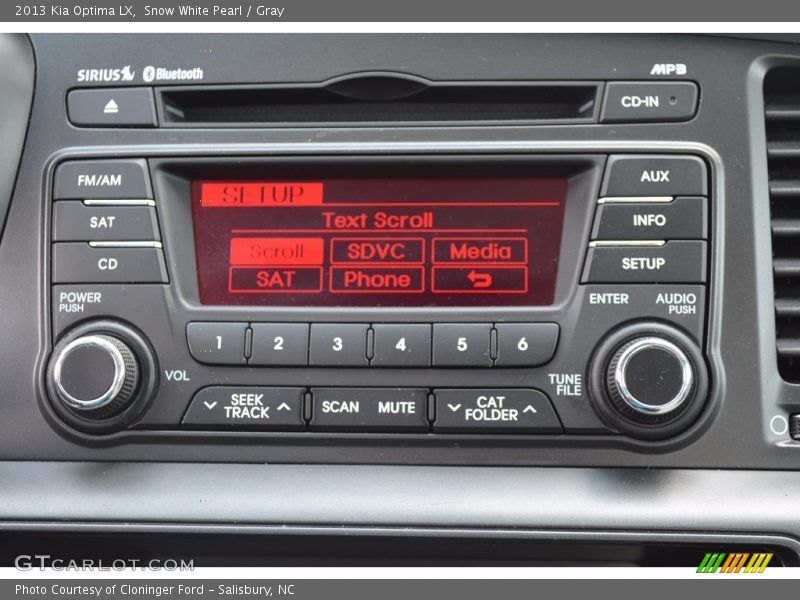 2013 Kia Optima LX, Snow White Pearl / Gray
SIRIUS Bluetooth
MP3
CD-IN
FM/AM
SAT
CD
SETUP
Text Scroll
Scroll SDVC Media
SAT Phone
AUX
INFO
SETUP
POWER
PUSH
ENTER
AUDIO
PUSH
1 2 3 4 5 6
VOL
TUNE
FILE
SEEK
TRACK
SCAN MUTE
CAT
FOLDER
GTCARLOT.COM
Photo Courtesy of Cloninger Ford - Salisbury, NC